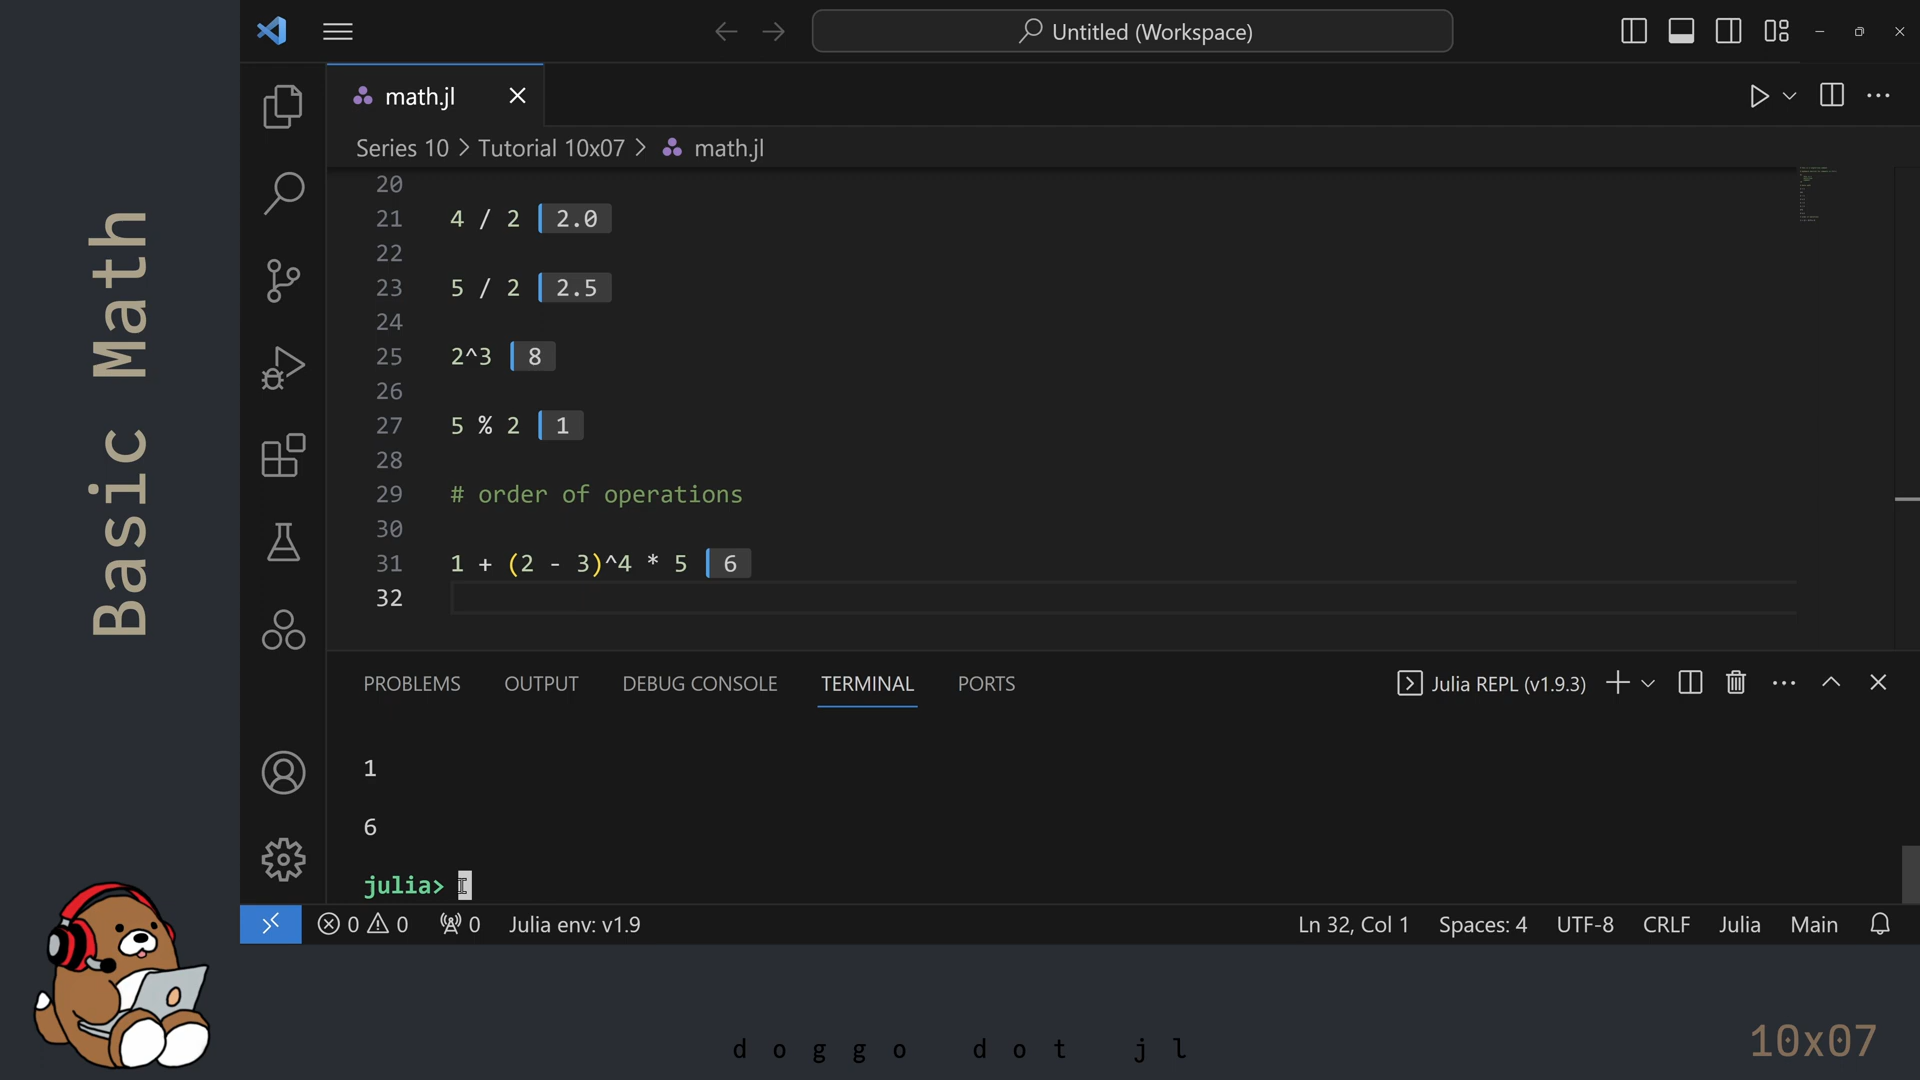 Basic Math
Untitled (Workspace)
math.jl
Series 10 > Tutorial 10x07 > math.jl
20
21 4 / 2 2.0
22
23 5 / 2 2.5
24
25 2^3 8
26
27 5 % 2 1
28
29 # order of operations
30
31 1 + (2 - 3)^4 * 5 6
32
PROBLEMS OUTPUT DEBUG CONSOLE TERMINAL PORTS Julia REPL (v1.9.3)
1
6
julia>
0 0 0 Julia env: v1.9 Ln 32, Col 1 Spaces: 4 UTF-8 CRLF Julia Main
doggo dot jl
10x07